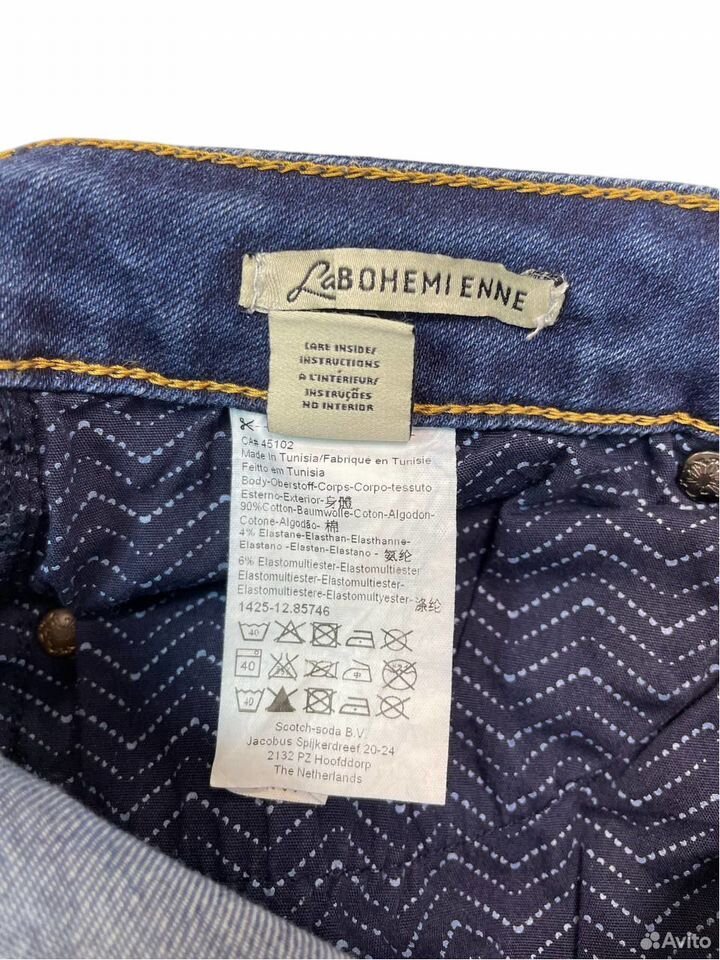 LaBOHEMIENNE
CARE INSIDE/
INSTRUCTIONS
A L'INTÉRIEUR/
INSTRUÇÕES
NO INTERIOR
CA# 45102
Made in Tunisia/Fabrique en Tunisie
Feitto em Tunisia
Body-Oberstoff-Corps-Corpo-tessuto
Esterno-Exterior-身體
90%Cotton-Baumwolle-Coton-Algodon-
Cotone-Algodão- 棉
4% Elastane-Elasthan-Elasthanne-
Elastano -Elasten-Elastano - 氨纶
6% Elastomultiester-Elastomultiester
Elastomultiester-Elastomultiester-
Elastomultiestere-Elastomultyester-涤纶
1425-12.85746
40
40
40
Scotch-soda B.V.
Jacobus Spijkerdreef 20-24
2132 PZ Hoofddorp
The Netherlands
Avito